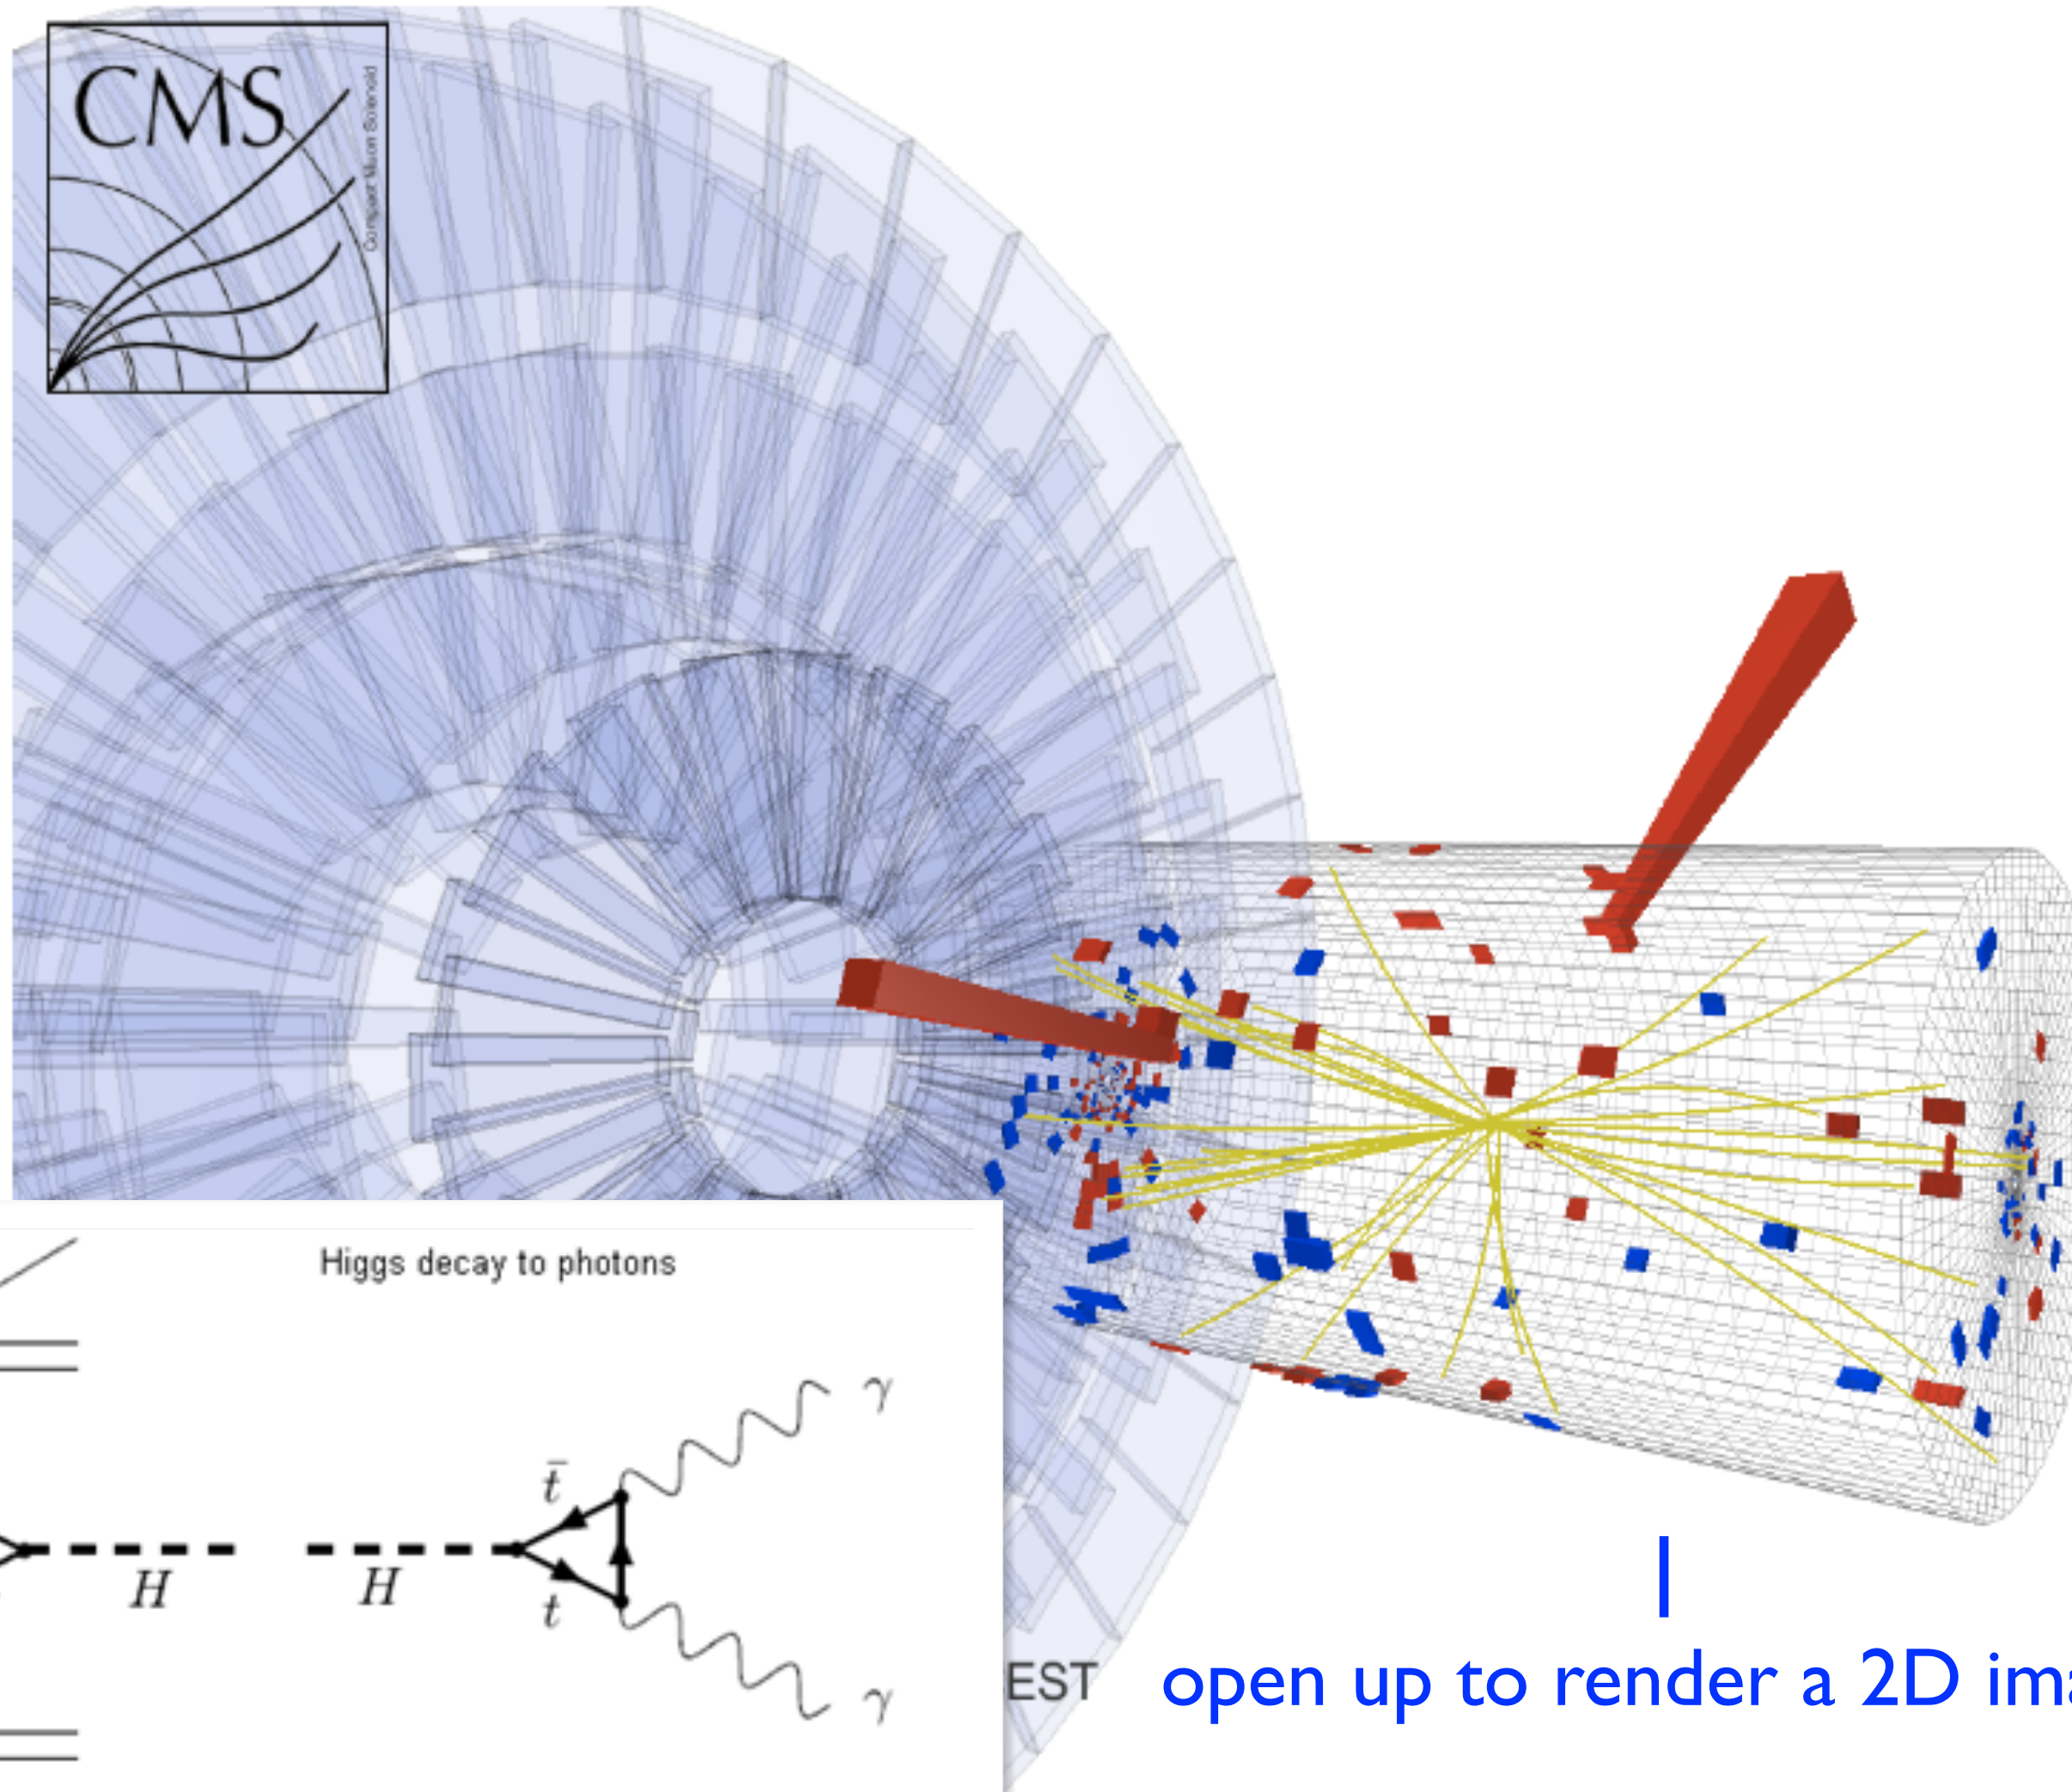 CMS
Compact Muon Solenoid
Higgs decay to photons
γ
t̄
H
H
t
γ
EST
open up to render a 2D ima